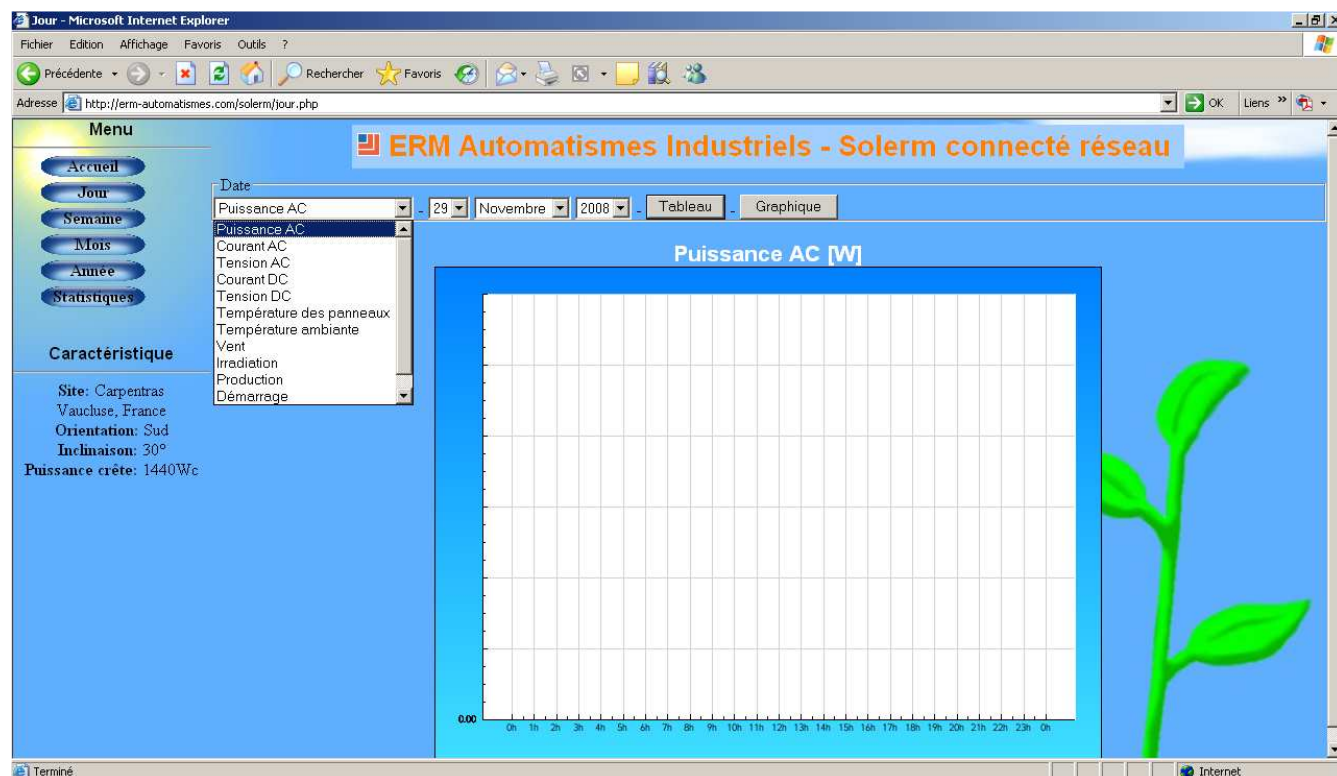 Jour - Microsoft Internet Explorer
Fichier Edition Affichage Favoris Outils ?
Précédente Rechercher Favoris
Adresse http://erm-automatismes.com/solerm/jour.php OK Liens »
Menu
Accueil
Jour
Semaine
Mois
Année
Statistiques
Caractéristique
Site: Carpentras
Vaucluse, France
Orientation: Sud
Inclinaison: 30°
Puissance crête: 1440Wc
ERM Automatismes Industriels - Solerm connecté réseau
Date
Puissance AC - 29 Novembre 2008 - Tableau - Graphique
Puissance AC
Courant AC
Tension AC
Courant DC
Tension DC
Température des panneaux
Température ambiante
Vent
Irradiation
Production
Démarrage
Puissance AC [W]
0.00
0h 1h 2h 3h 4h 5h 6h 7h 8h 9h 10h 11h 12h 13h 14h 15h 16h 17h 18h 19h 20h 21h 22h 23h 0h
Terminé Internet